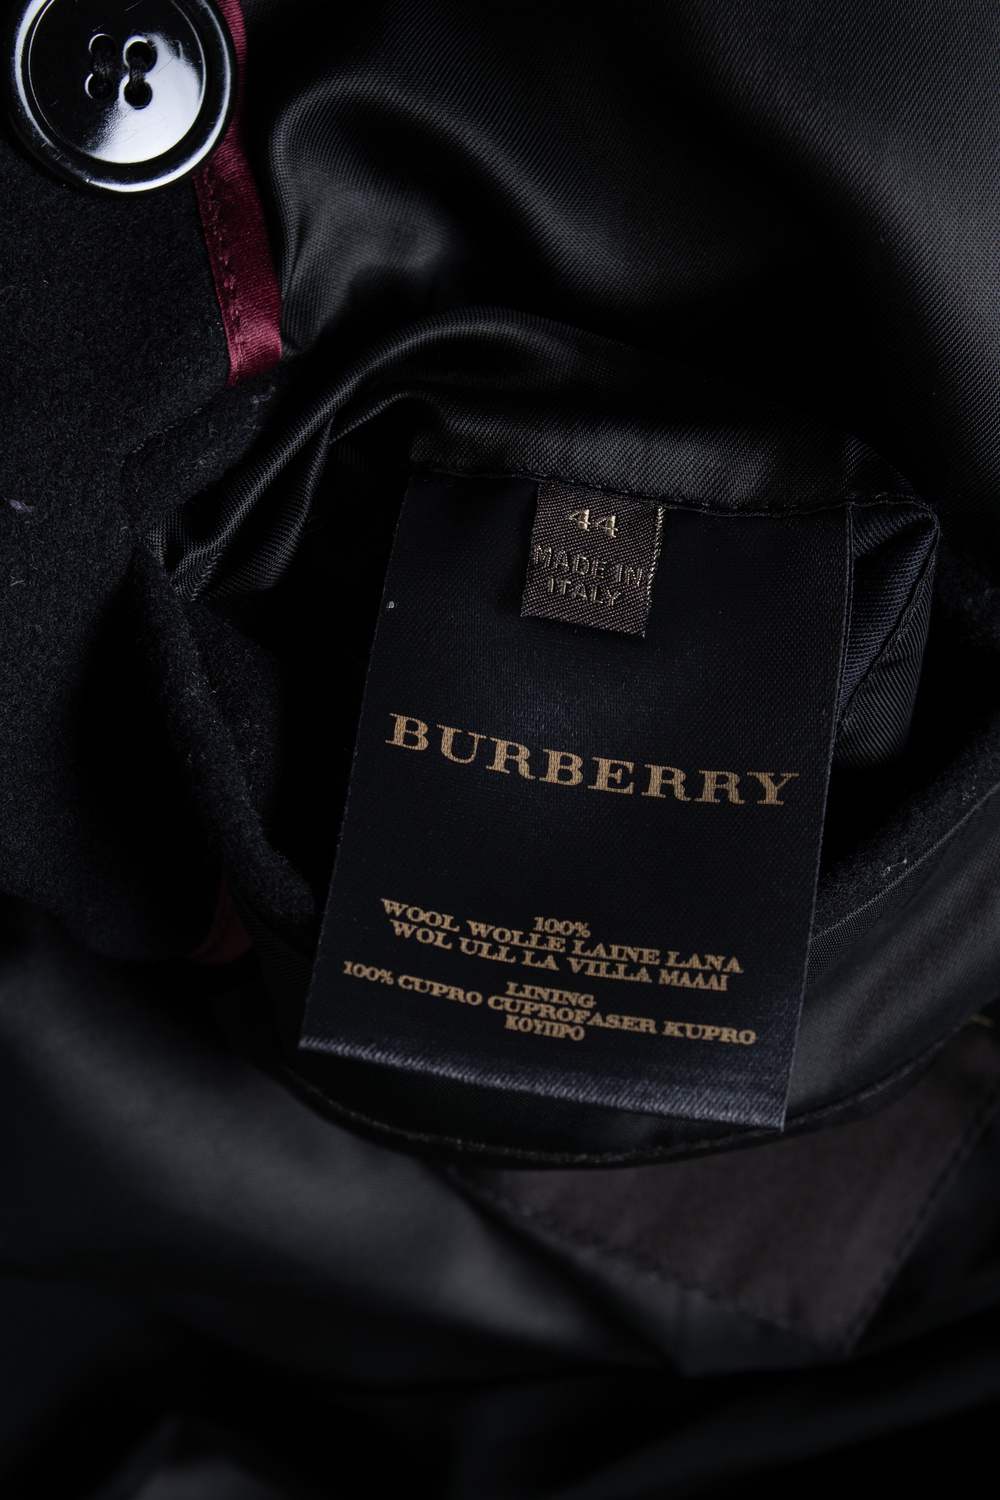 44
MADE IN
ITALY
BURBERRY
100%
WOOL WOLLE LAINE LANA
WOL ULL LA VILLA MAAAI
LINING
100% CUPRO CUPROFASER KUPRO
ΚΟΥΠΡΟ